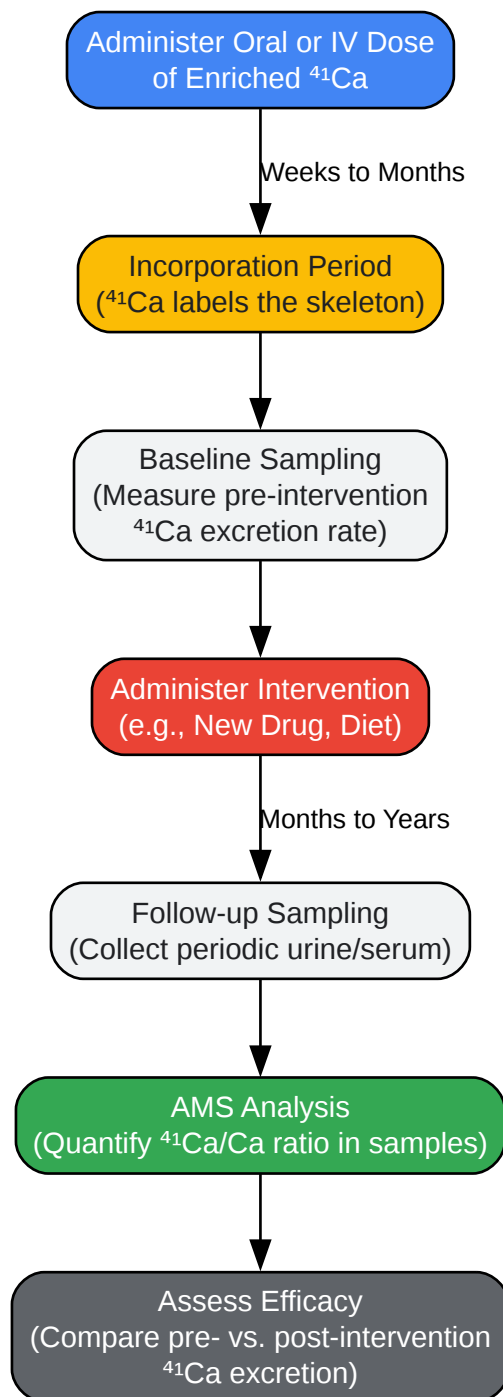 Administer Oral or IV Dose
of Enriched ⁴¹Ca
Weeks to Months
Incorporation Period
(⁴¹Ca labels the skeleton)
Baseline Sampling
(Measure pre-intervention
⁴¹Ca excretion rate)
Administer Intervention
(e.g., New Drug, Diet)
Months to Years
Follow-up Sampling
(Collect periodic urine/serum)
AMS Analysis
(Quantify ⁴¹Ca/Ca ratio in samples)
Assess Efficacy
(Compare pre- vs. post-intervention
⁴¹Ca excretion)